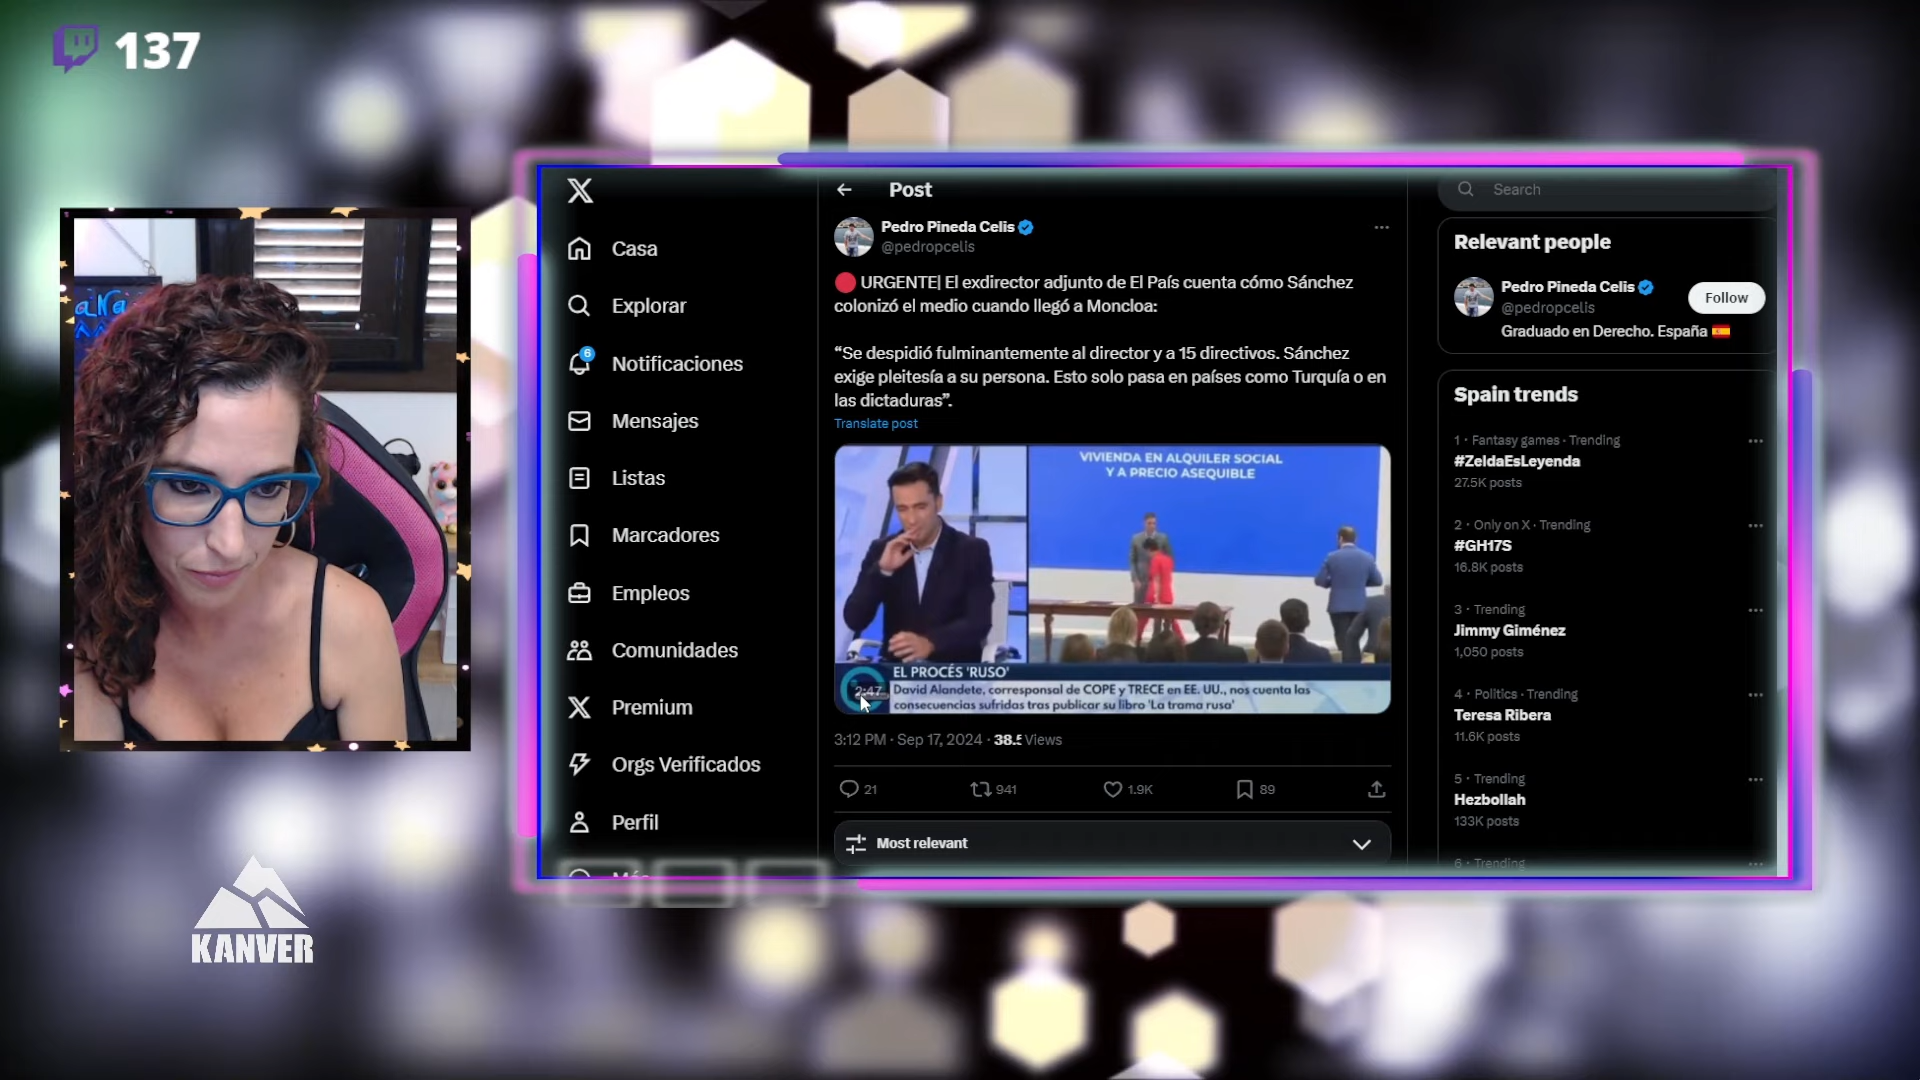 137
KANVER
Casa
Explorar
6
Notificaciones
Mensajes
Listas
Marcadores
Empleos
Comunidades
Premium
Orgs Verificados
Perfil
Post
Pedro Pineda Celis
@pedropcelis
URGENTE| El exdirector adjunto de El País cuenta cómo Sánchez
colonizó el medio cuando llegó a Moncloa:
“Se despidió fulminantemente al director y a 15 directivos. Sánchez
exige pleitesía a su persona. Esto solo pasa en países como Turquía o en
las dictaduras”.
Translate post
VIVIENDA EN ALQUILER SOCIAL
Y A PRECIO ASEQUIBLE
EL PROCÉS 'RUSO'
2:47
David Alandete, corresponsal de COPE y TRECE en EE. UU., nos cuenta las
consecuencias sufridas tras publicar su libro 'La trama rusa'
3:12 PM · Sep 17, 2024 · Views
21
941
1.9K
89
Most relevant
Search
Relevant people
Pedro Pineda Celis
@pedropcelis
Follow
Graduado en Derecho. España
Spain trends
1 · Fantasy games · Trending
#ZeldaEsLeyenda
27.5K posts
2 · Only on X · Trending
#GH17S
16.8K posts
3 · Trending
Jimmy Giménez
1,050 posts
4 · Politics · Trending
Teresa Ribera
11.6K posts
5 · Trending
Hezbollah
133K posts
6 · Trending